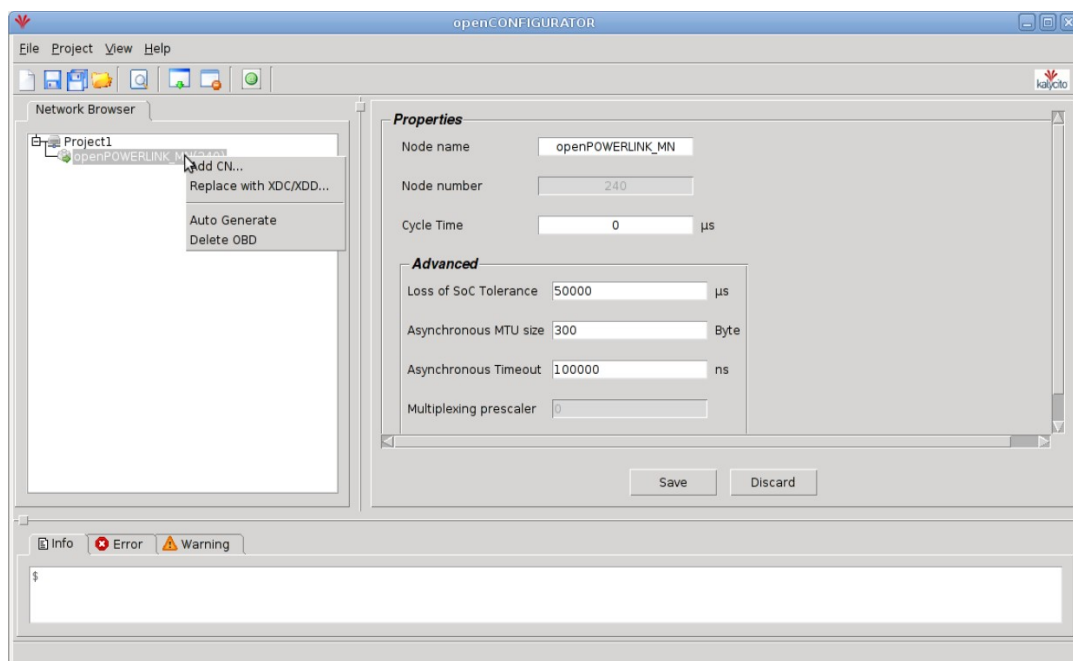 openCONFIGURATOR
File Project View Help
kalycito
Network Browser
Project1
openPOWERLINK_MN(240)
Add CN...
Replace with XDC/XDD...
Auto Generate
Delete OBD
Properties
Node name openPOWERLINK_MN
Node number 240
Cycle Time 0 µs
Advanced
Loss of SoC Tolerance 50000 µs
Asynchronous MTU size 300 Byte
Asynchronous Timeout 100000 ns
Multiplexing prescaler 0
Save Discard
Info Error Warning
$